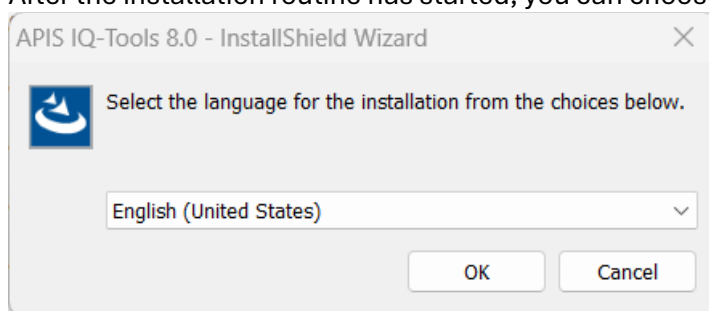 After the installation routine has started, you can choose
APIS IQ-Tools 8.0 - InstallShield Wizard
Select the language for the installation from the choices below.
English (United States)
OK Cancel